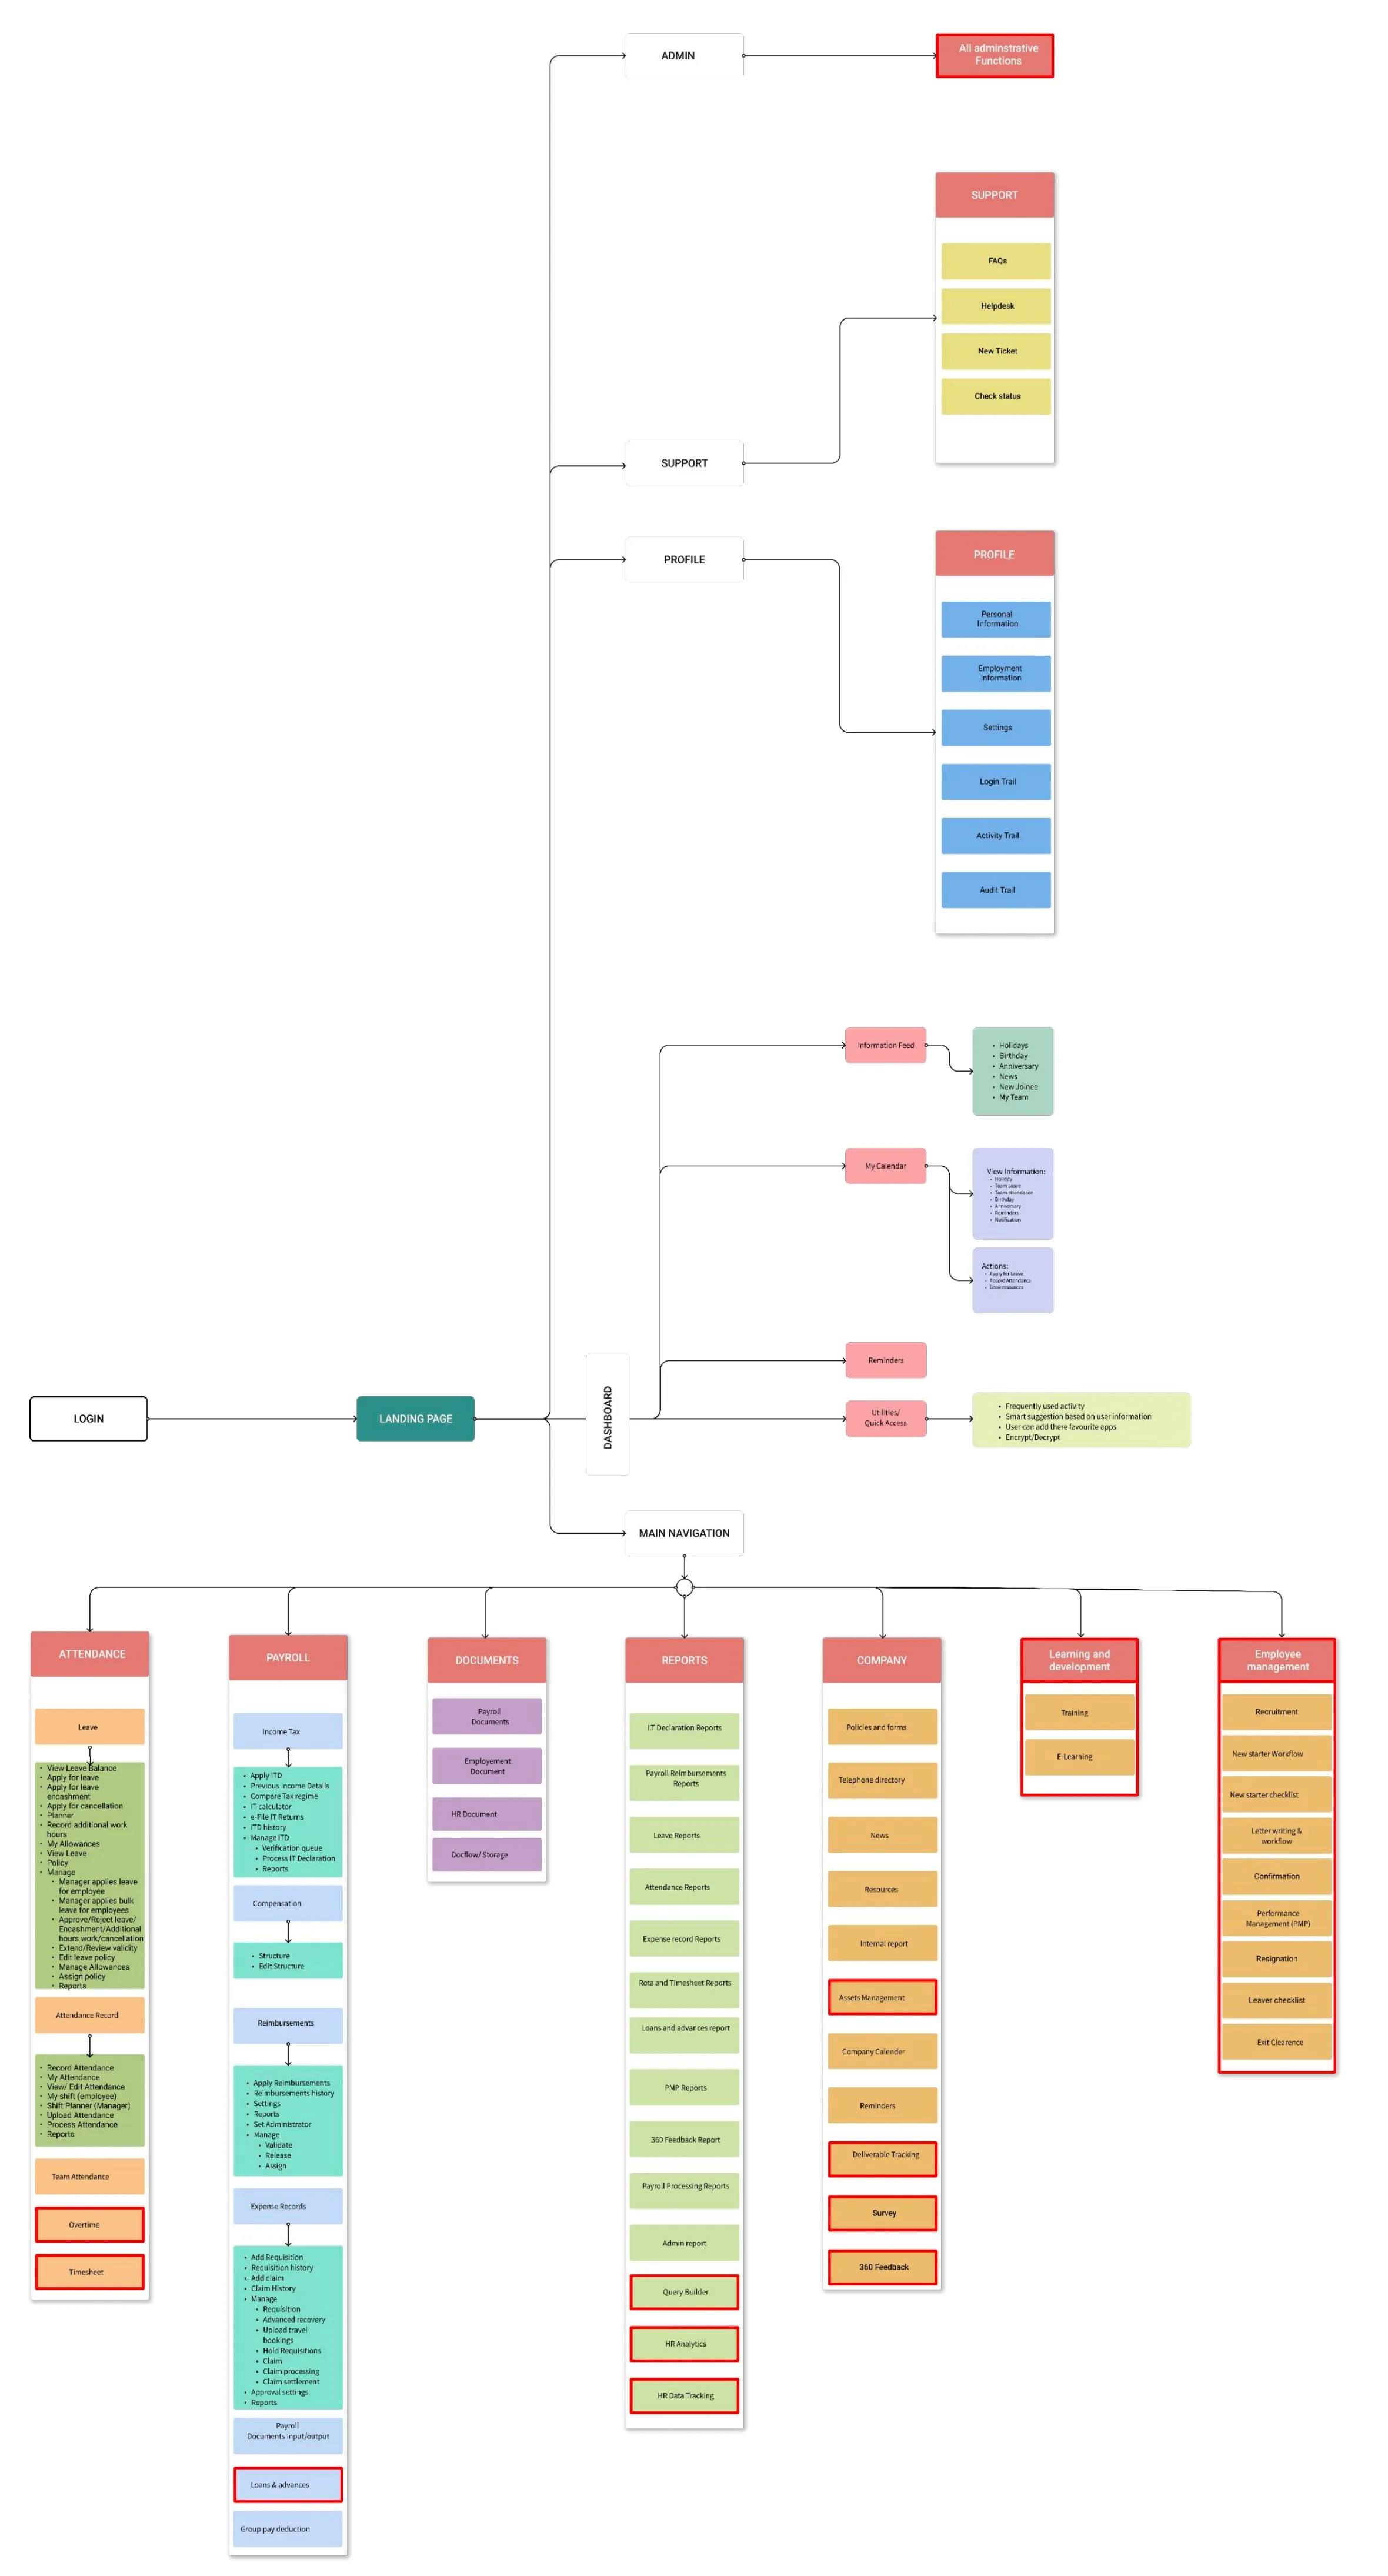 ADMIN
All adminstrative
Functions
SUPPORT
FAQs
Helpdesk
New Ticket
Check status
SUPPORT
PROFILE
PROFILE
Personal
Information
Employment
Information
Settings
Login Trail
Activity Trail
Audit Trail
Information Feed
• Holidays
• Birthday
• Anniversary
• News
• New Joinee
• My Team
My Calendar
View Information:
• Holiday
• Team Leave
• Team attendance
• Birthday
• Anniversary
• Reminders
• Notification
Actions:
• Apply for Leave
• Record Attendance
• Book resources
Reminders
LOGIN
LANDING PAGE
DASHBOARD
Utilities/
Quick Access
• Frequently used activity
• Smart suggestion based on user information
• User can add there favourite apps
• Encrypt/Decrypt
MAIN NAVIGATION
ATTENDANCE
Leave
• View Leave Balance
• Apply for leave
• Apply for leave
encashment
• Apply for cancellation
• Planner
• Record additional work
hours
• My Allowances
• View Leave
• Policy
• Manage
• Manager applies leave
for employee
• Manager applies bulk
leave for employees
• Approve/Reject leave/
Encashment/Additional
hours work/cancellation
• Extend/Review validity
• Edit leave policy
• Manage Allowances
• Assign policy
• Reports
Attendance Record
• Record Attendance
• My Attendance
• View/ Edit Attendance
• My shift (employee)
• Shift Planner (Manager)
• Upload Attendance
• Process Attendance
• Reports
Team Attendance
Overtime
Timesheet
PAYROLL
Income Tax
• Apply ITD
• Previous Income Details
• Compare Tax regime
• IT calculator
• e-File IT Returns
• ITD history
• Manage ITD
• Verification queue
• Process IT Declaration
• Reports
Compensation
• Structure
• Edit Structure
Reimbursements
• Apply Reimbursements
• Reimbursements history
• Settings
• Reports
• Set Administrator
• Manage
• Validate
• Release
• Assign
Expense Records
• Add Requisition
• Requisition history
• Add claim
• Claim History
• Manage
• Requisition
• Advanced recovery
• Upload travel
bookings
• Hold Requisitions
• Claim
• Claim processing
• Claim settlement
• Approval settings
• Reports
Payroll
Documents Input/output
Loans & advances
Group pay deduction
DOCUMENTS
Payroll
Documents
Employement
Document
HR Document
Docflow/ Storage
REPORTS
I.T Declaration Reports
Payroll Reimbursements
Reports
Leave Reports
Attendance Reports
Expense record Reports
Rota and Timesheet Reports
Loans and advances report
PMP Reports
360 Feedback Report
Payroll Processing Reports
Admin report
Query Builder
HR Analytics
HR Data Tracking
COMPANY
Policies and forms
Telephone directory
News
Resources
Internal report
Assets Management
Company Calender
Reminders
Deliverable Tracking
Survey
360 Feedback
Learning and
development
Training
E-Learning
Employee
management
Recruitment
New starter Workflow
New starter checklist
Letter writing &
workflow
Confirmation
Performance
Management (PMP)
Resignation
Leaver checklist
Exit Clearence